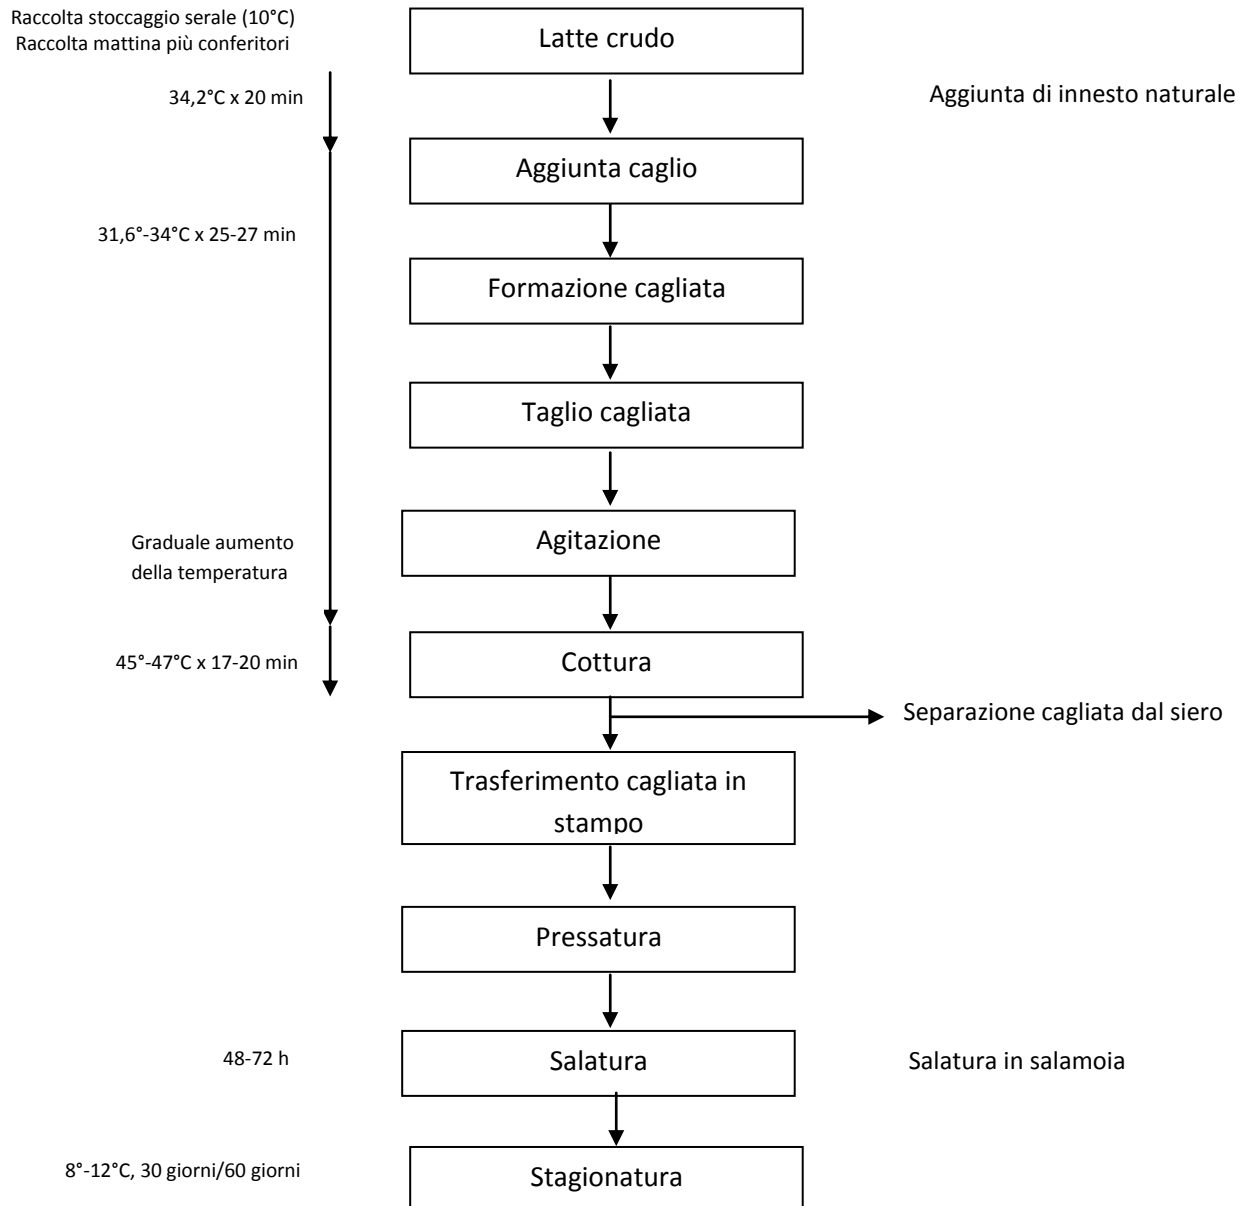 Raccolta stoccaggio serale (10°C)
Raccolta mattina più conferitori
Latte crudo
34,2°C x 20 min
Aggiunta di innesto naturale
Aggiunta caglio
31,6°-34°C x 25-27 min
Formazione cagliata
Taglio cagliata
Agitazione
Graduale aumento
della temperatura
Cottura
45°-47°C x 17-20 min
Separazione cagliata dal siero
Trasferimento cagliata in
stampo
Pressatura
48-72 h
Salatura
Salatura in salamoia
8°-12°C, 30 giorni/60 giorni
Stagionatura